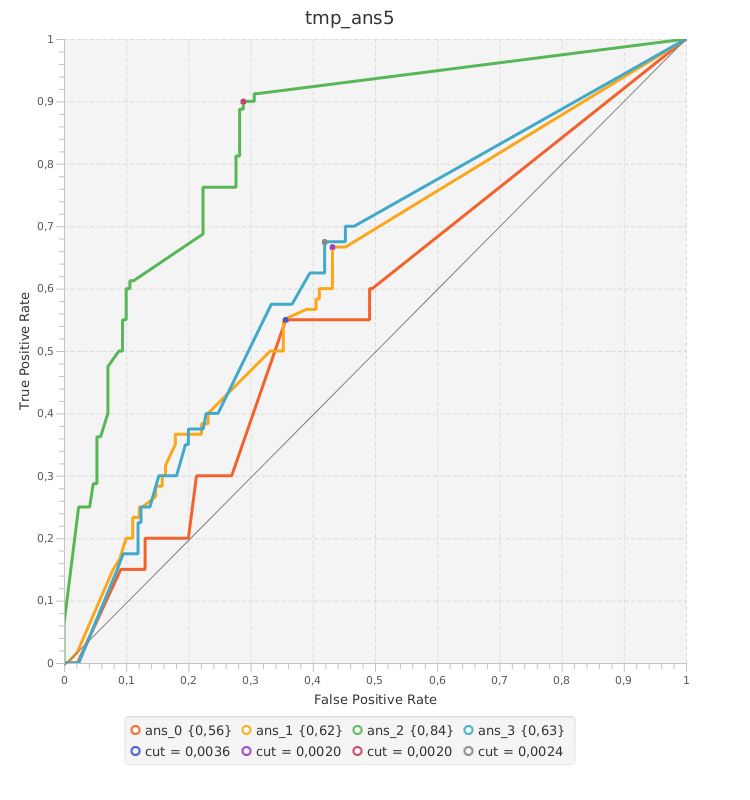 tmp_ans5
1
0,9
0,8
0,7
0,6
0,5
0,4
0,3
0,2
0,1
0
True Positive Rate
0 0,1 0,2 0,3 0,4 0,5 0,6 0,7 0,8 0,9 1
False Positive Rate
ans_0 {0,56} ans_1 {0,62} ans_2 {0,84} ans_3 {0,63}
cut = 0,0036 cut = 0,0020 cut = 0,0020 cut = 0,0024